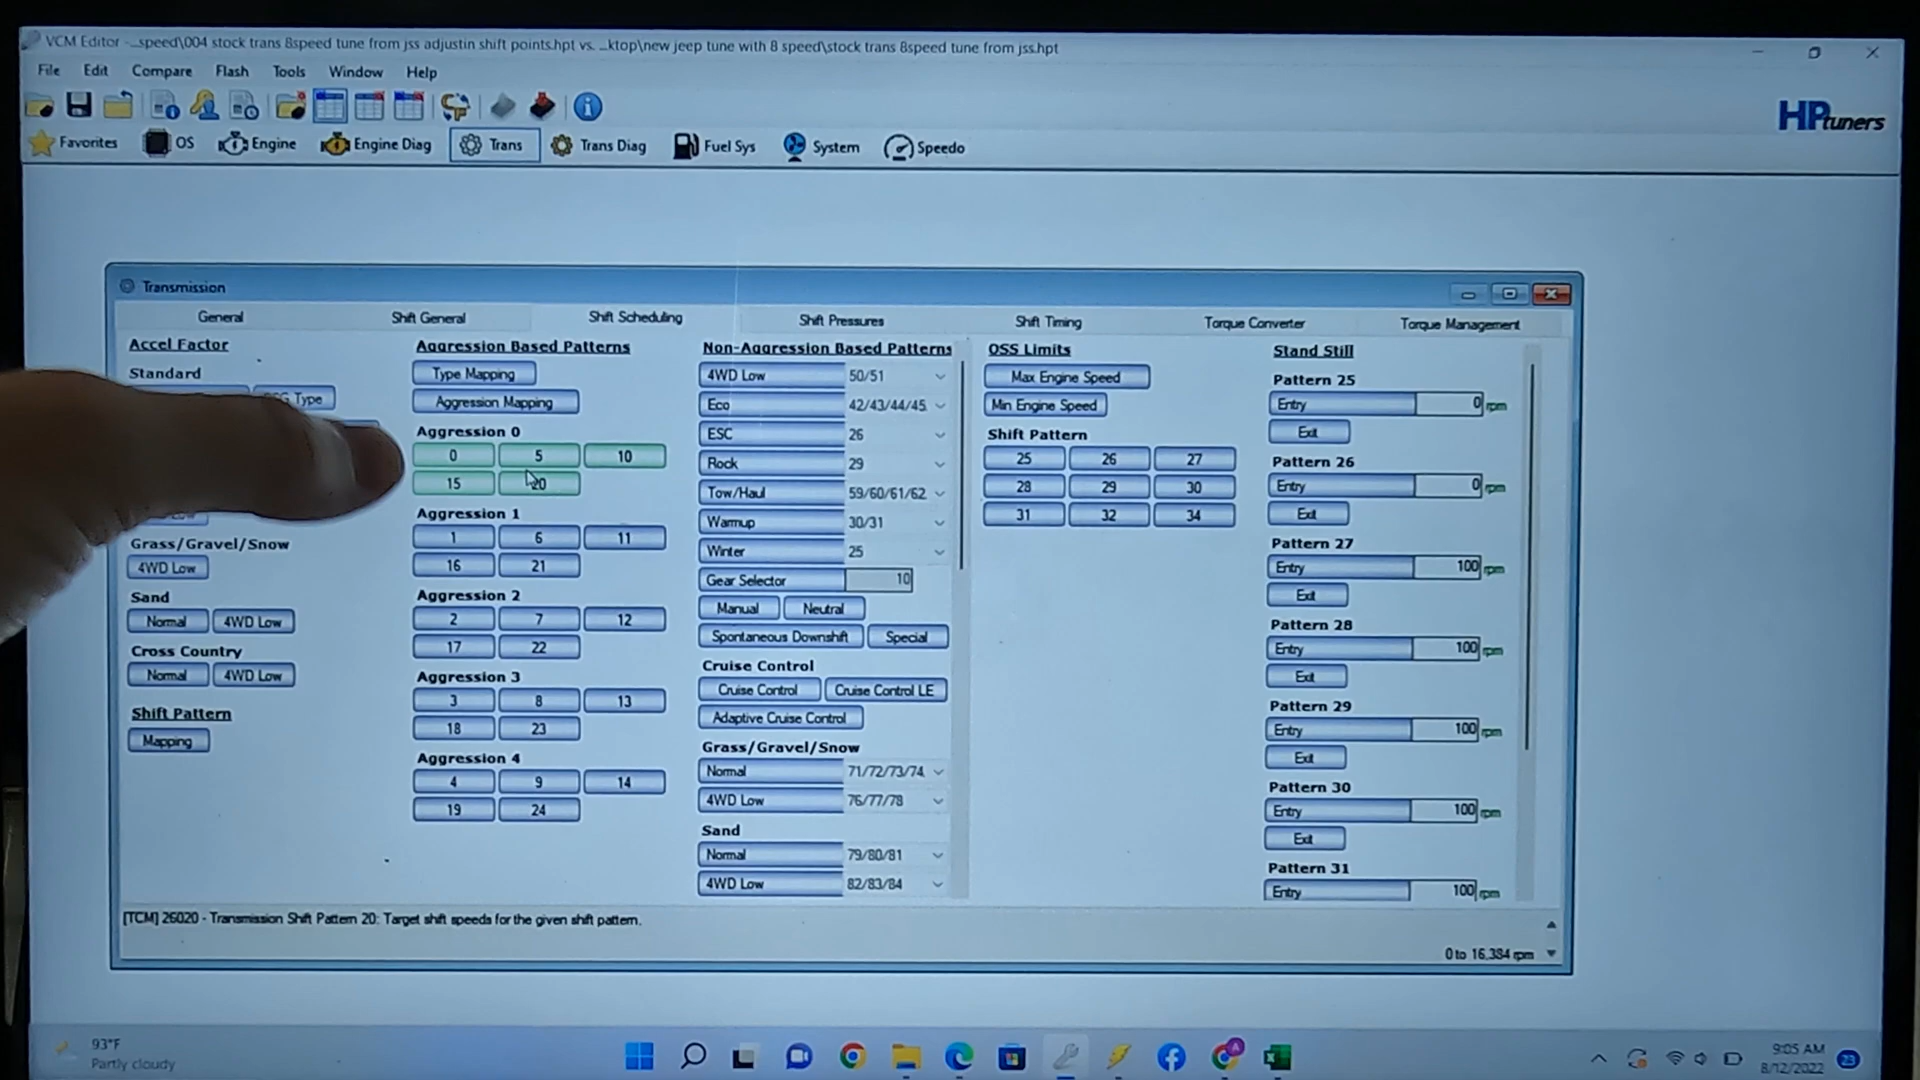 VCM Editor - ...speed\004 stock trans 8speed tune from jss adjustin shift points.hpt vs. ...ktop\new jeep tune with 8 speed\stock trans 8speed tune from jss.hpt
File Edit Compare Flash Tools Window Help
HPtuners
Favorites OS Engine Engine Diag Trans Trans Diag Fuel Sys System Speedo
Transmission
General Shift General Shift Scheduling Shift Pressures Shift Timing Torque Converter Torque Management
Accel Factor
Standard
Type
Grass/Gravel/Snow
4WD Low
Sand
Normal 4WD Low
Cross Country
Normal 4WD Low
Shift Pattern
Mapping
Aggression Based Patterns
Type Mapping
Aggression Mapping
Aggression 0
0 5 10
15 20
Aggression 1
1 6 11
16 21
Aggression 2
2 7 12
17 22
Aggression 3
3 8 13
18 23
Aggression 4
4 9 14
19 24
Non-Aggression Based Patterns
4WD Low 50/51
Eco 42/43/44/45
ESC 26
Rock 29
Tow/Haul 59/60/61/62
Warmup 30/31
Winter 25
Gear Selector 10
Manual Neutral
Spontaneous Downshift Special
Cruise Control
Cruise Control Cruise Control LE
Adaptive Cruise Control
Grass/Gravel/Snow
Normal 71/72/73/74
4WD Low 76/77/78
Sand
Normal 79/80/81
4WD Low 82/83/84
OSS Limits
Max Engine Speed
Min Engine Speed
Shift Pattern
25 26 27
28 29 30
31 32 34
Stand Still
Pattern 25
Entry 0 rpm
Exit
Pattern 26
Entry 0 rpm
Exit
Pattern 27
Entry 100 rpm
Exit
Pattern 28
Entry 100 rpm
Exit
Pattern 29
Entry 100 rpm
Exit
Pattern 30
Entry 100 rpm
Exit
Pattern 31
Entry 100 rpm
[TCM] 26020 - Transmission Shift Pattern 20: Target shift speeds for the given shift pattern.
0 to 16,384 rpm
93°F
Partly cloudy
9:05 AM
8/12/2022